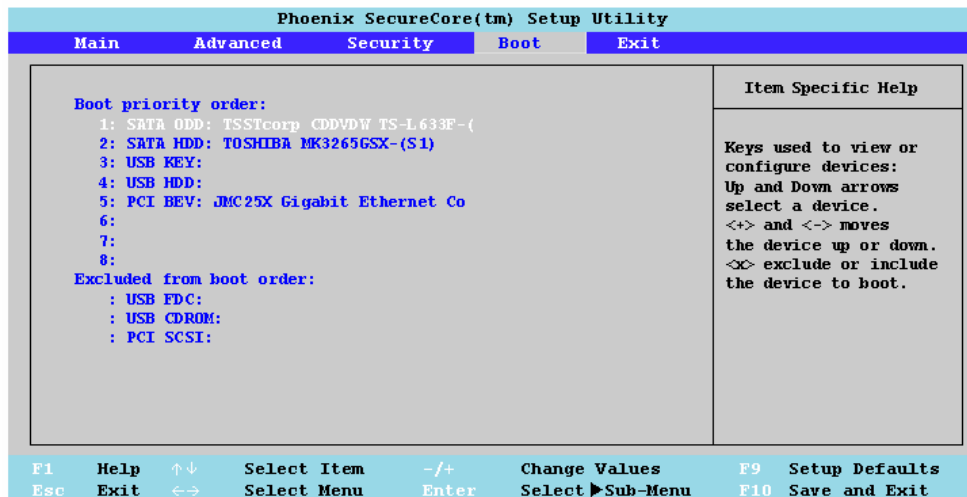 Phoenix SecureCore(tm) Setup Utility
Main Advanced Security Boot Exit
Boot priority order:
1: SATA ODD: TSSTcorp CDDVDW TS-L633F-(
2: SATA HDD: TOSHIBA MK3265GSX-(S1)
3: USB KEY:
4: USB HDD:
5: PCI BEV: JMC25X Gigabit Ethernet Co
6:
7:
8:
Excluded from boot order:
: USB FDC:
: USB CDROM:
: PCI SCSI:
Item Specific Help
Keys used to view or
configure devices:
Up and Down arrows
select a device.
<+> and <-> moves
the device up or down.
<x> exclude or include
the device to boot.
F1 Help ↑↓ Select Item -/+ Change Values F9 Setup Defaults
Esc Exit ←→ Select Menu Enter Select ▶Sub-Menu F10 Save and Exit